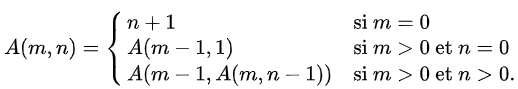 n + 1 si m = 0
A(m, n) = { A(m − 1, 1) si m > 0 et n = 0
A(m − 1, A(m, n − 1)) si m > 0 et n > 0.